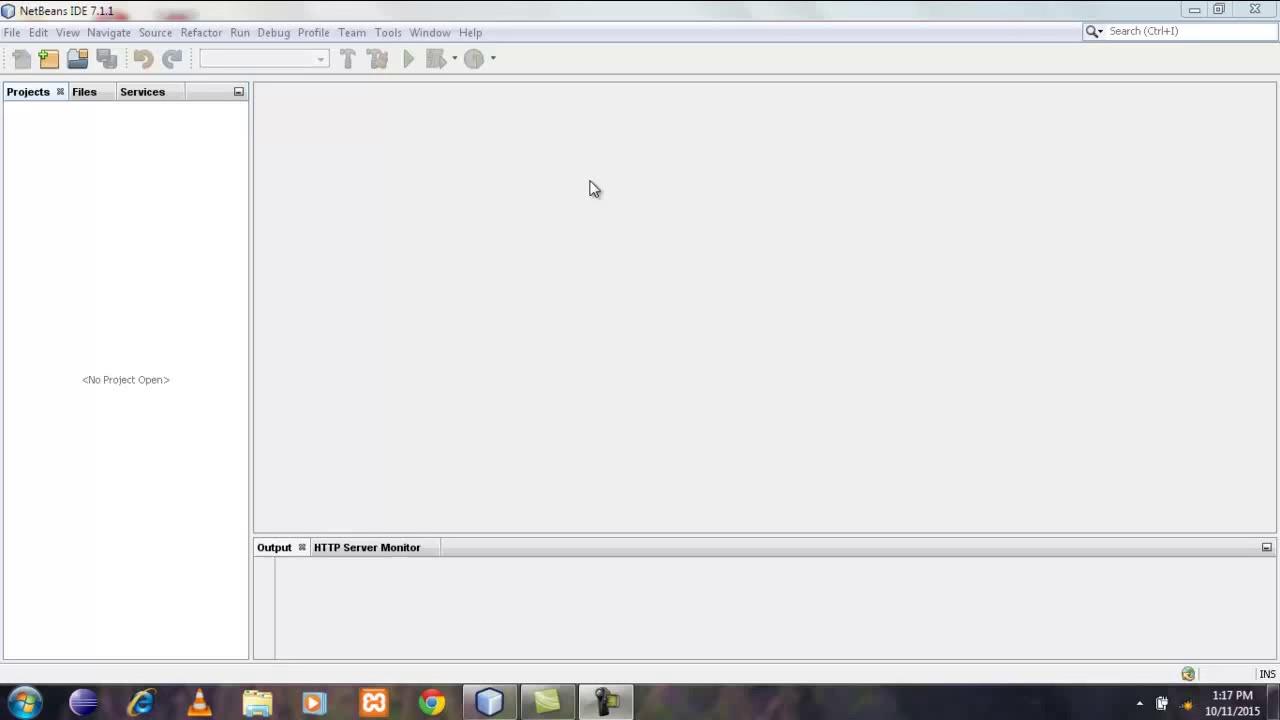 NetBeans IDE 7.1.1
File Edit View Navigate Source Refactor Run Debug Profile Team Tools Window Help
Search (Ctrl+I)
Projects Files Services
<No Project Open>
Output HTTP Server Monitor
INS
1:17 PM
10/11/2015